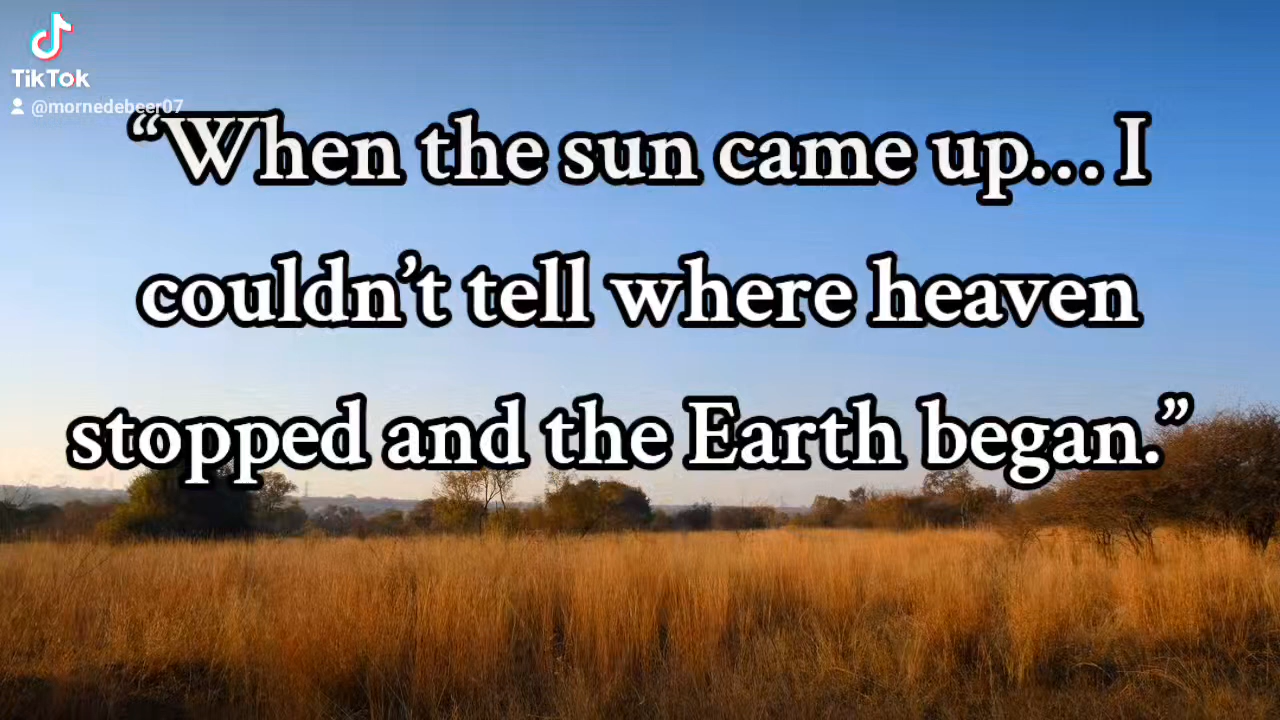 TikTok
@mornedebeer07
“When the sun came up... I
couldn’t tell where heaven
stopped and the Earth began.”